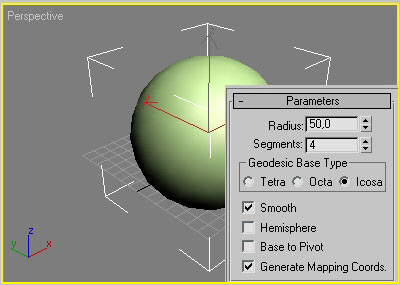 Perspective
- Parameters
Radius: 50,0
Segments: 4
Geodesic Base Type
Tetra Octa Icosa
Smooth
Hemisphere
Base to Pivot
Generate Mapping Coords.
z
y x